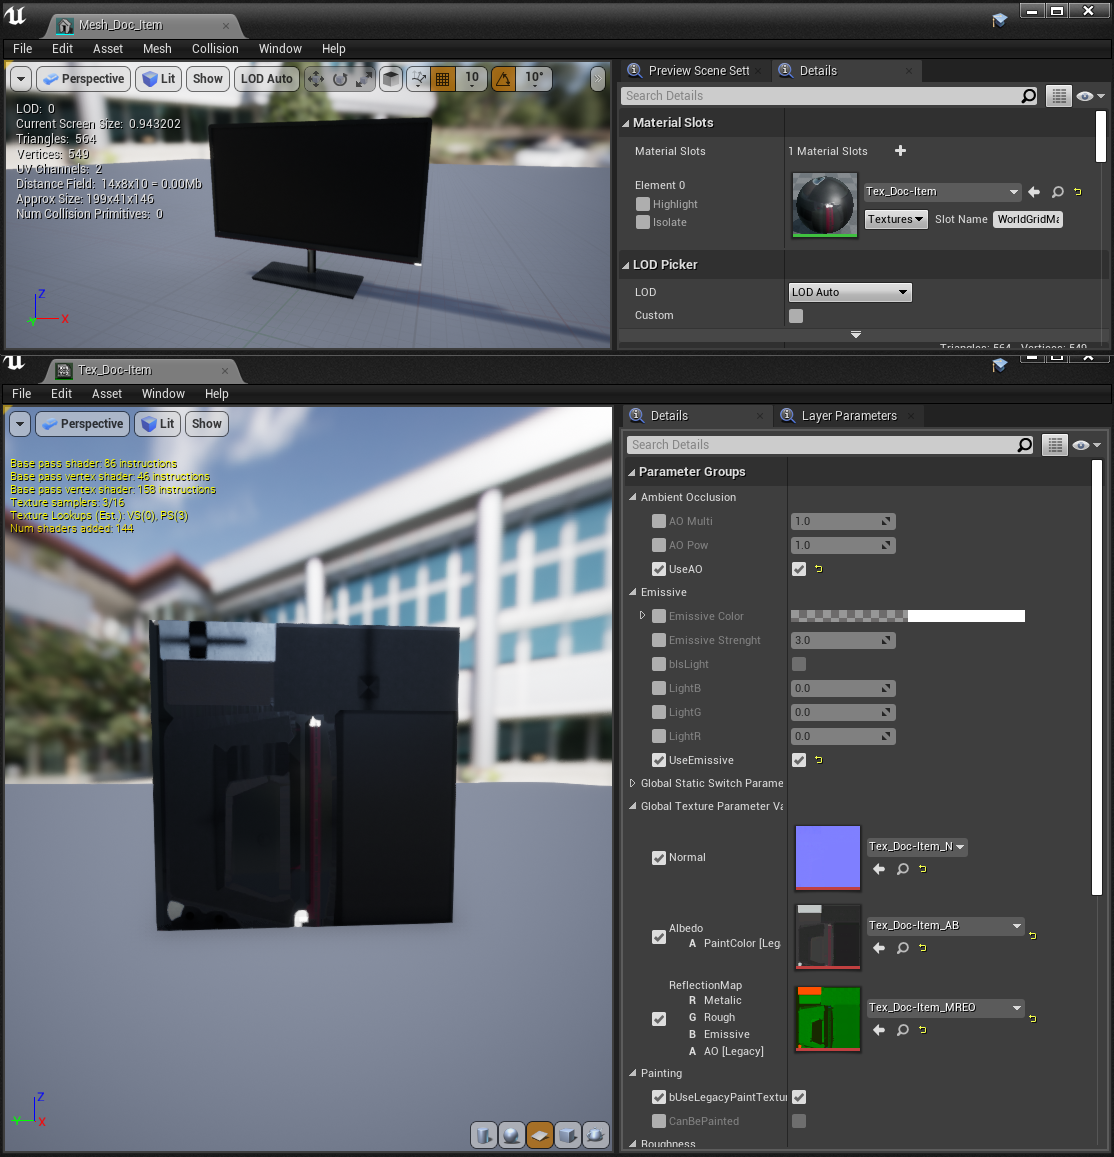 Mesh_Doc_Item
File Edit Asset Mesh Collision Window Help
Perspective Lit Show LOD Auto 10 10°
LOD: 0
Current Screen Size: 0.943202
Triangles: 564
Vertices: 549
UV Channels: 2
Distance Field: 14x8x10 = 0.00Mb
Approx Size: 199x41x146
Num Collision Primitives: 0
Z
X
Y
Preview Scene Sett Details
Search Details
Material Slots
Material Slots 1 Material Slots
Element 0
Highlight
Isolate
Tex_Doc-Item
Textures Slot Name WorldGridMa
LOD Picker
LOD LOD Auto
Custom
Triangles: 564 Vertices: 549
Tex_Doc-Item
File Edit Asset Window Help
Perspective Lit Show
Base pass shader: 86 instructions
Base pass vertex shader: 46 instructions
Base pass vertex shader: 158 instructions
Texture samplers: 3/16
Texture Lookups (Est.): VS(0), PS(3)
Num shaders added: 144
Z
Y X
Details Layer Parameters
Search Details
Parameter Groups
Ambient Occlusion
AO Multi 1.0
AO Pow 1.0
UseAO
Emissive
Emissive Color
Emissive Strenght 3.0
bIsLight
LightB 0.0
LightG 0.0
LightR 0.0
UseEmissive
Global Static Switch Parame
Global Texture Parameter Va
Normal Tex_Doc-Item_N
Albedo Tex_Doc-Item_AB
A PaintColor [Leg
ReflectionMap
R Metalic Tex_Doc-Item_MREO
G Rough
B Emissive
A AO [Legacy]
Painting
bUseLegacyPaintTextur
CanBePainted
Roughness